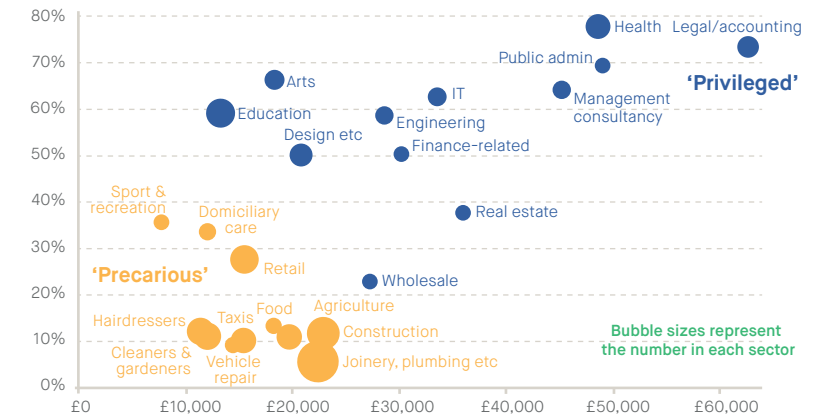 80%
70%
60%
50%
40%
30%
20%
10%
0%
£0
£10,000
£20,000
£30,000
£40,000
£50,000
£60,000
Health
Legal/accounting
Public admin
‘Privileged’
Arts
IT
Management
consultancy
Education
Engineering
Design etc
Finance-related
Sport &
recreation
Domiciliary
care
Real estate
Retail
‘Precarious’
Wholesale
Hairdressers
Taxis
Food
Agriculture
Construction
Cleaners &
gardeners
Vehicle
repair
Joinery, plumbing etc
Bubble sizes represent
the number in each sector